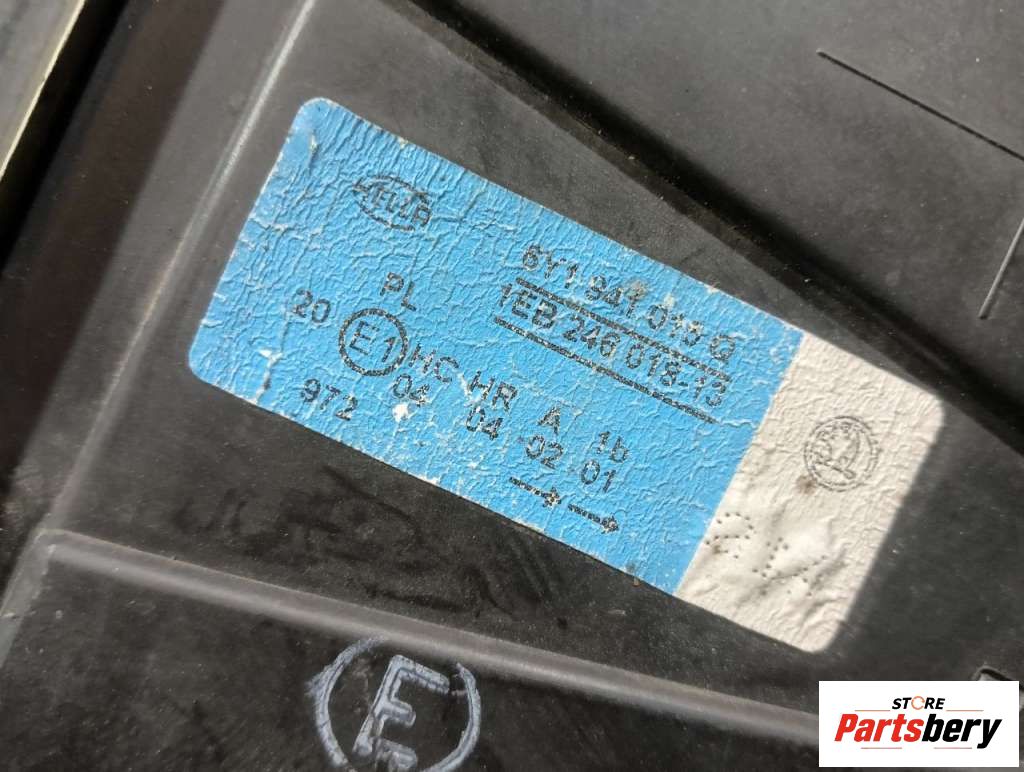 HELLA
6Y1 941 015 Q
1EB 246 018-13
PL
20 E1 HC HR A 1b
972 04 04 02 01
E
STORE
Partsbery